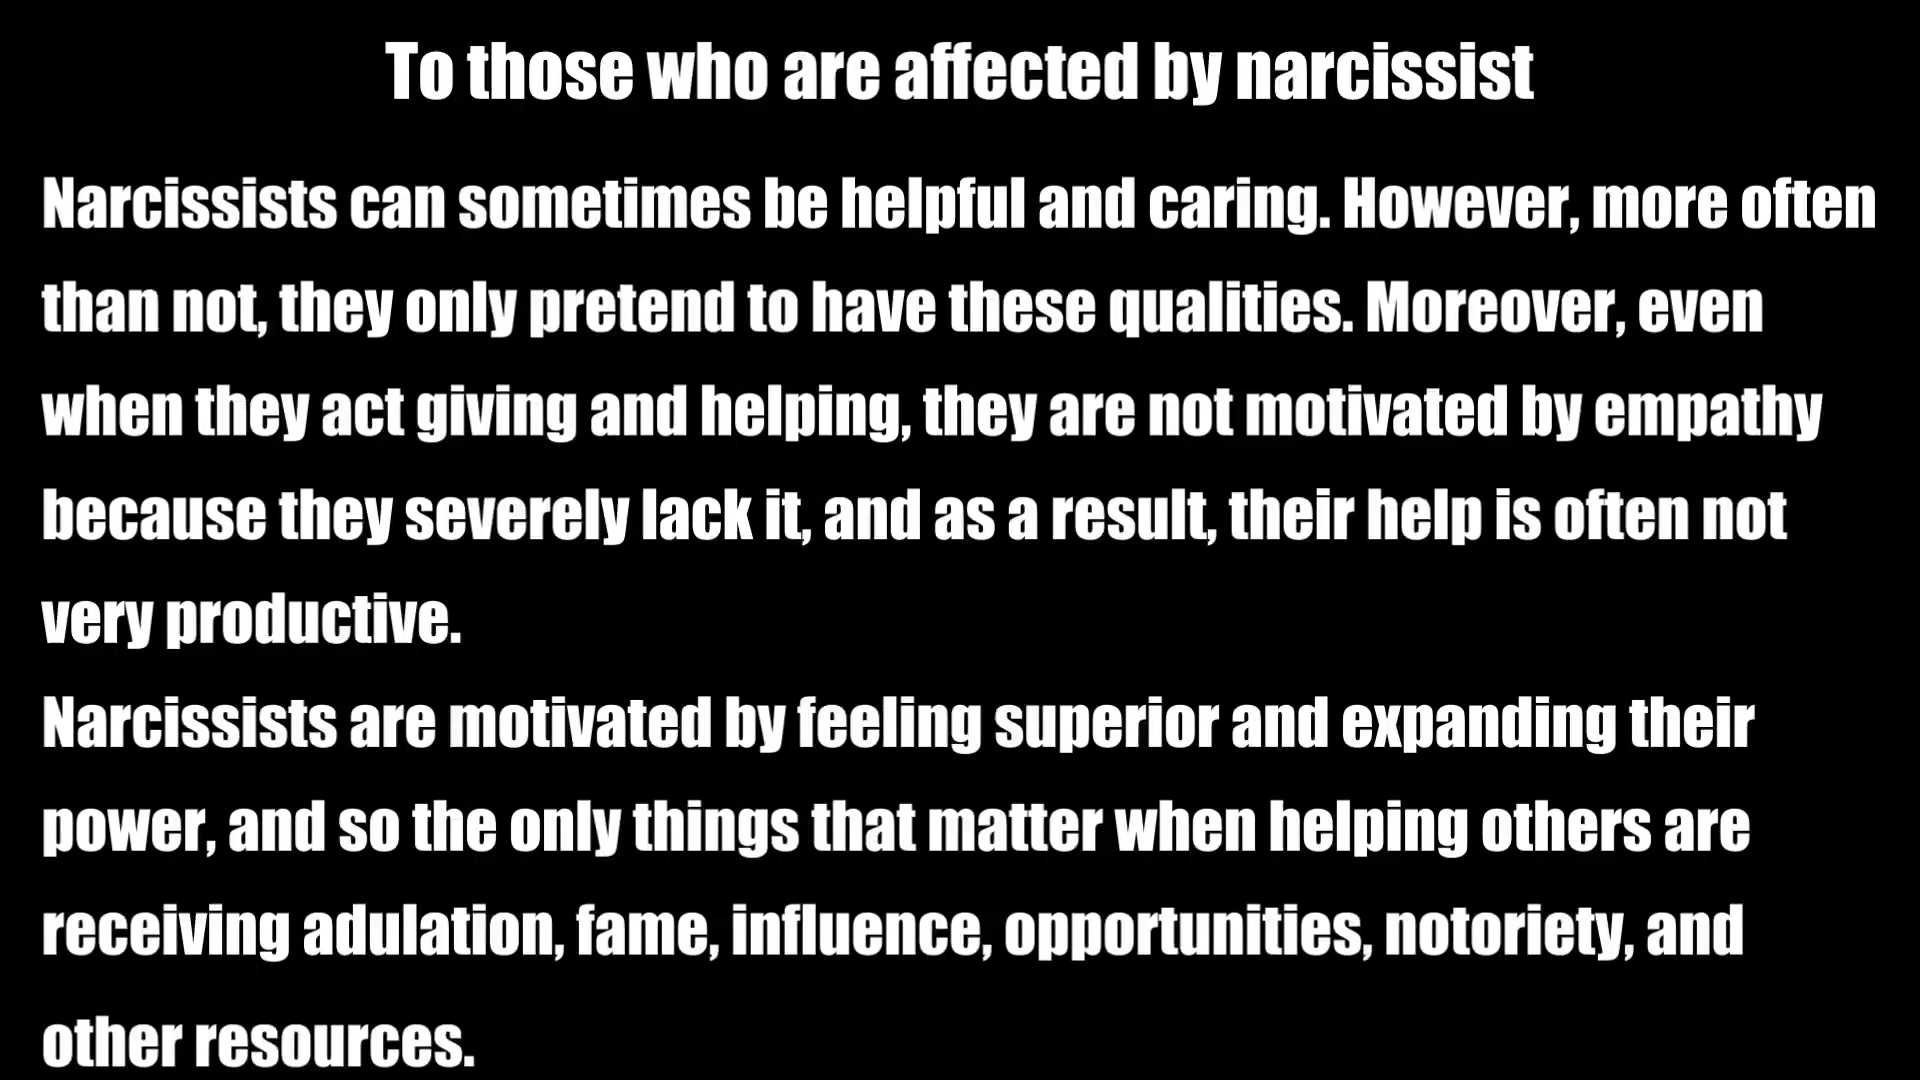 To those who are affected by narcissist
Narcissists can sometimes be helpful and caring. However, more often
than not, they only pretend to have these qualities. Moreover, even
when they act giving and helping, they are not motivated by empathy
because they severely lack it, and as a result, their help is often not
very productive.
Narcissists are motivated by feeling superior and expanding their
power, and so the only things that matter when helping others are
receiving adulation, fame, influence, opportunities, notoriety, and
other resources.